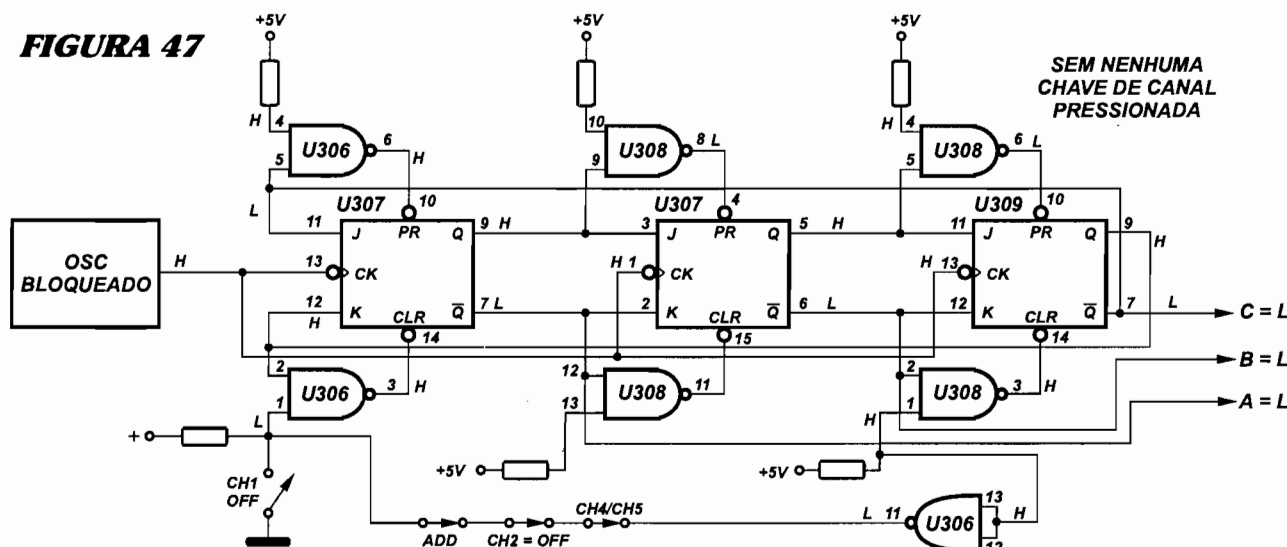 FIGURA 47
+5V
+5V
+5V
SEM NENHUMA
CHAVE DE CANAL
PRESSIONADA
H 4
10
H 4
U306
6
H
U308
8 L
U308
6 L
5
9
5
L
U307
10
U307
4
U309
10
11 J PR Q 9 H
3 J PR Q 5 H
11 J PR Q 9
H
OSC
BLOQUEADO
H
13 CK
H 1 CK
H 13 CK
12 K CLR Q 7 L
H
2 K CLR Q 6 L
12 K CLR Q 7 L
C = L
14
15
14
B = L
2
U306
3 H
12
U308
11
2
U308
3 H
A = L
1
13
1
L
H
+
+5V
+5V
CH1
OFF
CH4/CH5
L 11
U306
13
H
12
ADD
CH2 = OFF